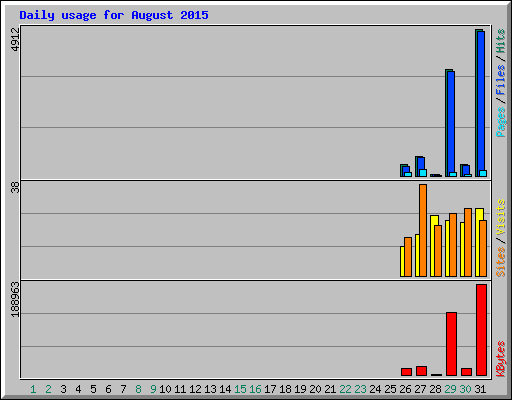 Daily usage for August 2015
4912
38
188963
Pages / Files / Hits
Sites / Visits
KBytes
1 2 3 4 5 6 7 8 9 10 11 12 13 14 15 16 17 18 19 20 21 22 23 24 25 26 27 28 29 30 31